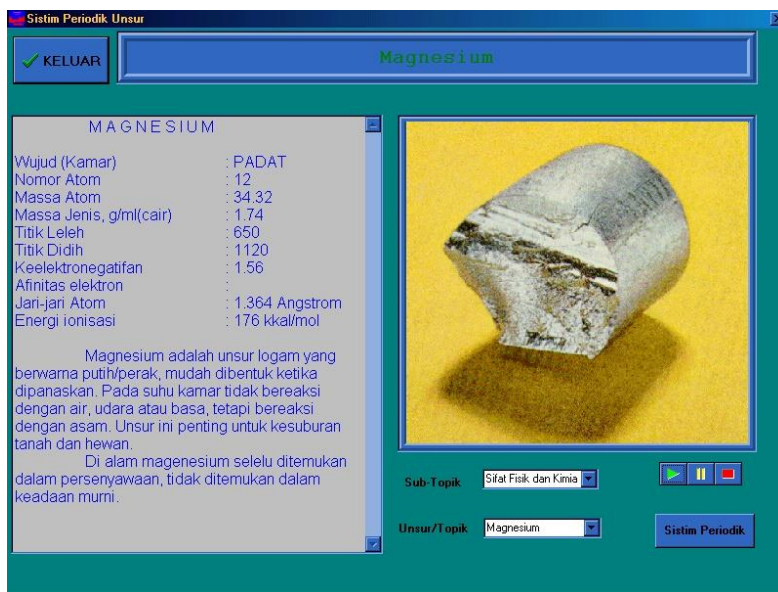 Sistim Periodik Unsur
KELUAR
Magnesium
MAGNESIUM
Wujud (Kamar) : PADAT
Nomor Atom : 12
Massa Atom : 34.32
Massa Jenis, g/ml(cair) : 1.74
Titik Leleh : 650
Titik Didih : 1120
Keelektronegatifan : 1.56
Afinitas elektron :
Jari-jari Atom : 1.364 Angstrom
Energi ionisasi : 176 kkal/mol
Magnesium adalah unsur logam yang
berwarna putih/perak, mudah dibentuk ketika
dipanaskan. Pada suhu kamar tidak bereaksi
dengan air, udara atau basa, tetapi bereaksi
dengan asam. Unsur ini penting untuk kesuburan
tanah dan hewan.
Di alam magenesium selelu ditemukan
dalam persenyawaan, tidak ditemukan dalam
keadaan murni.
Sub-Topik Sifat Fisik dan Kimia
Unsur/Topik Magnesium
Sistim Periodik